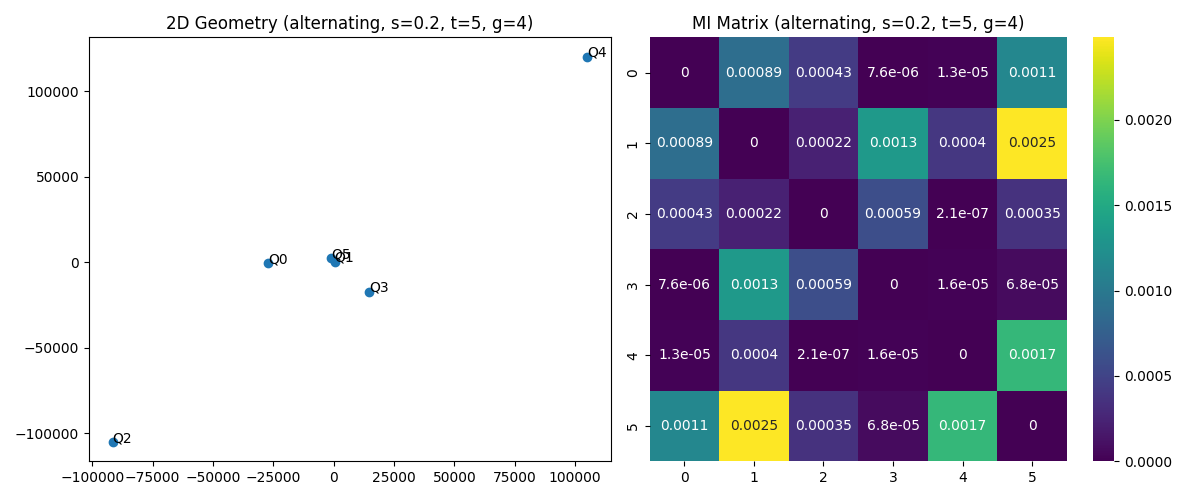 2D Geometry (alternating, s=0.2, t=5, g=4)
100000
50000
0
−50000
−100000
−100000 −75000 −50000 −25000 0 25000 50000 75000 100000
Q4
Q0
Q5
Q1
Q3
Q2
MI Matrix (alternating, s=0.2, t=5, g=4)
0 0 0.00089 0.00043 7.6e-06 1.3e-05 0.0011
1 0.00089 0 0.00022 0.0013 0.0004 0.0025
2 0.00043 0.00022 0 0.00059 2.1e-07 0.00035
3 7.6e-06 0.0013 0.00059 0 1.6e-05 6.8e-05
4 1.3e-05 0.0004 2.1e-07 1.6e-05 0 0.0017
5 0.0011 0.0025 0.00035 6.8e-05 0.0017 0
0 1 2 3 4 5
0.0020
0.0015
0.0010
0.0005
0.0000